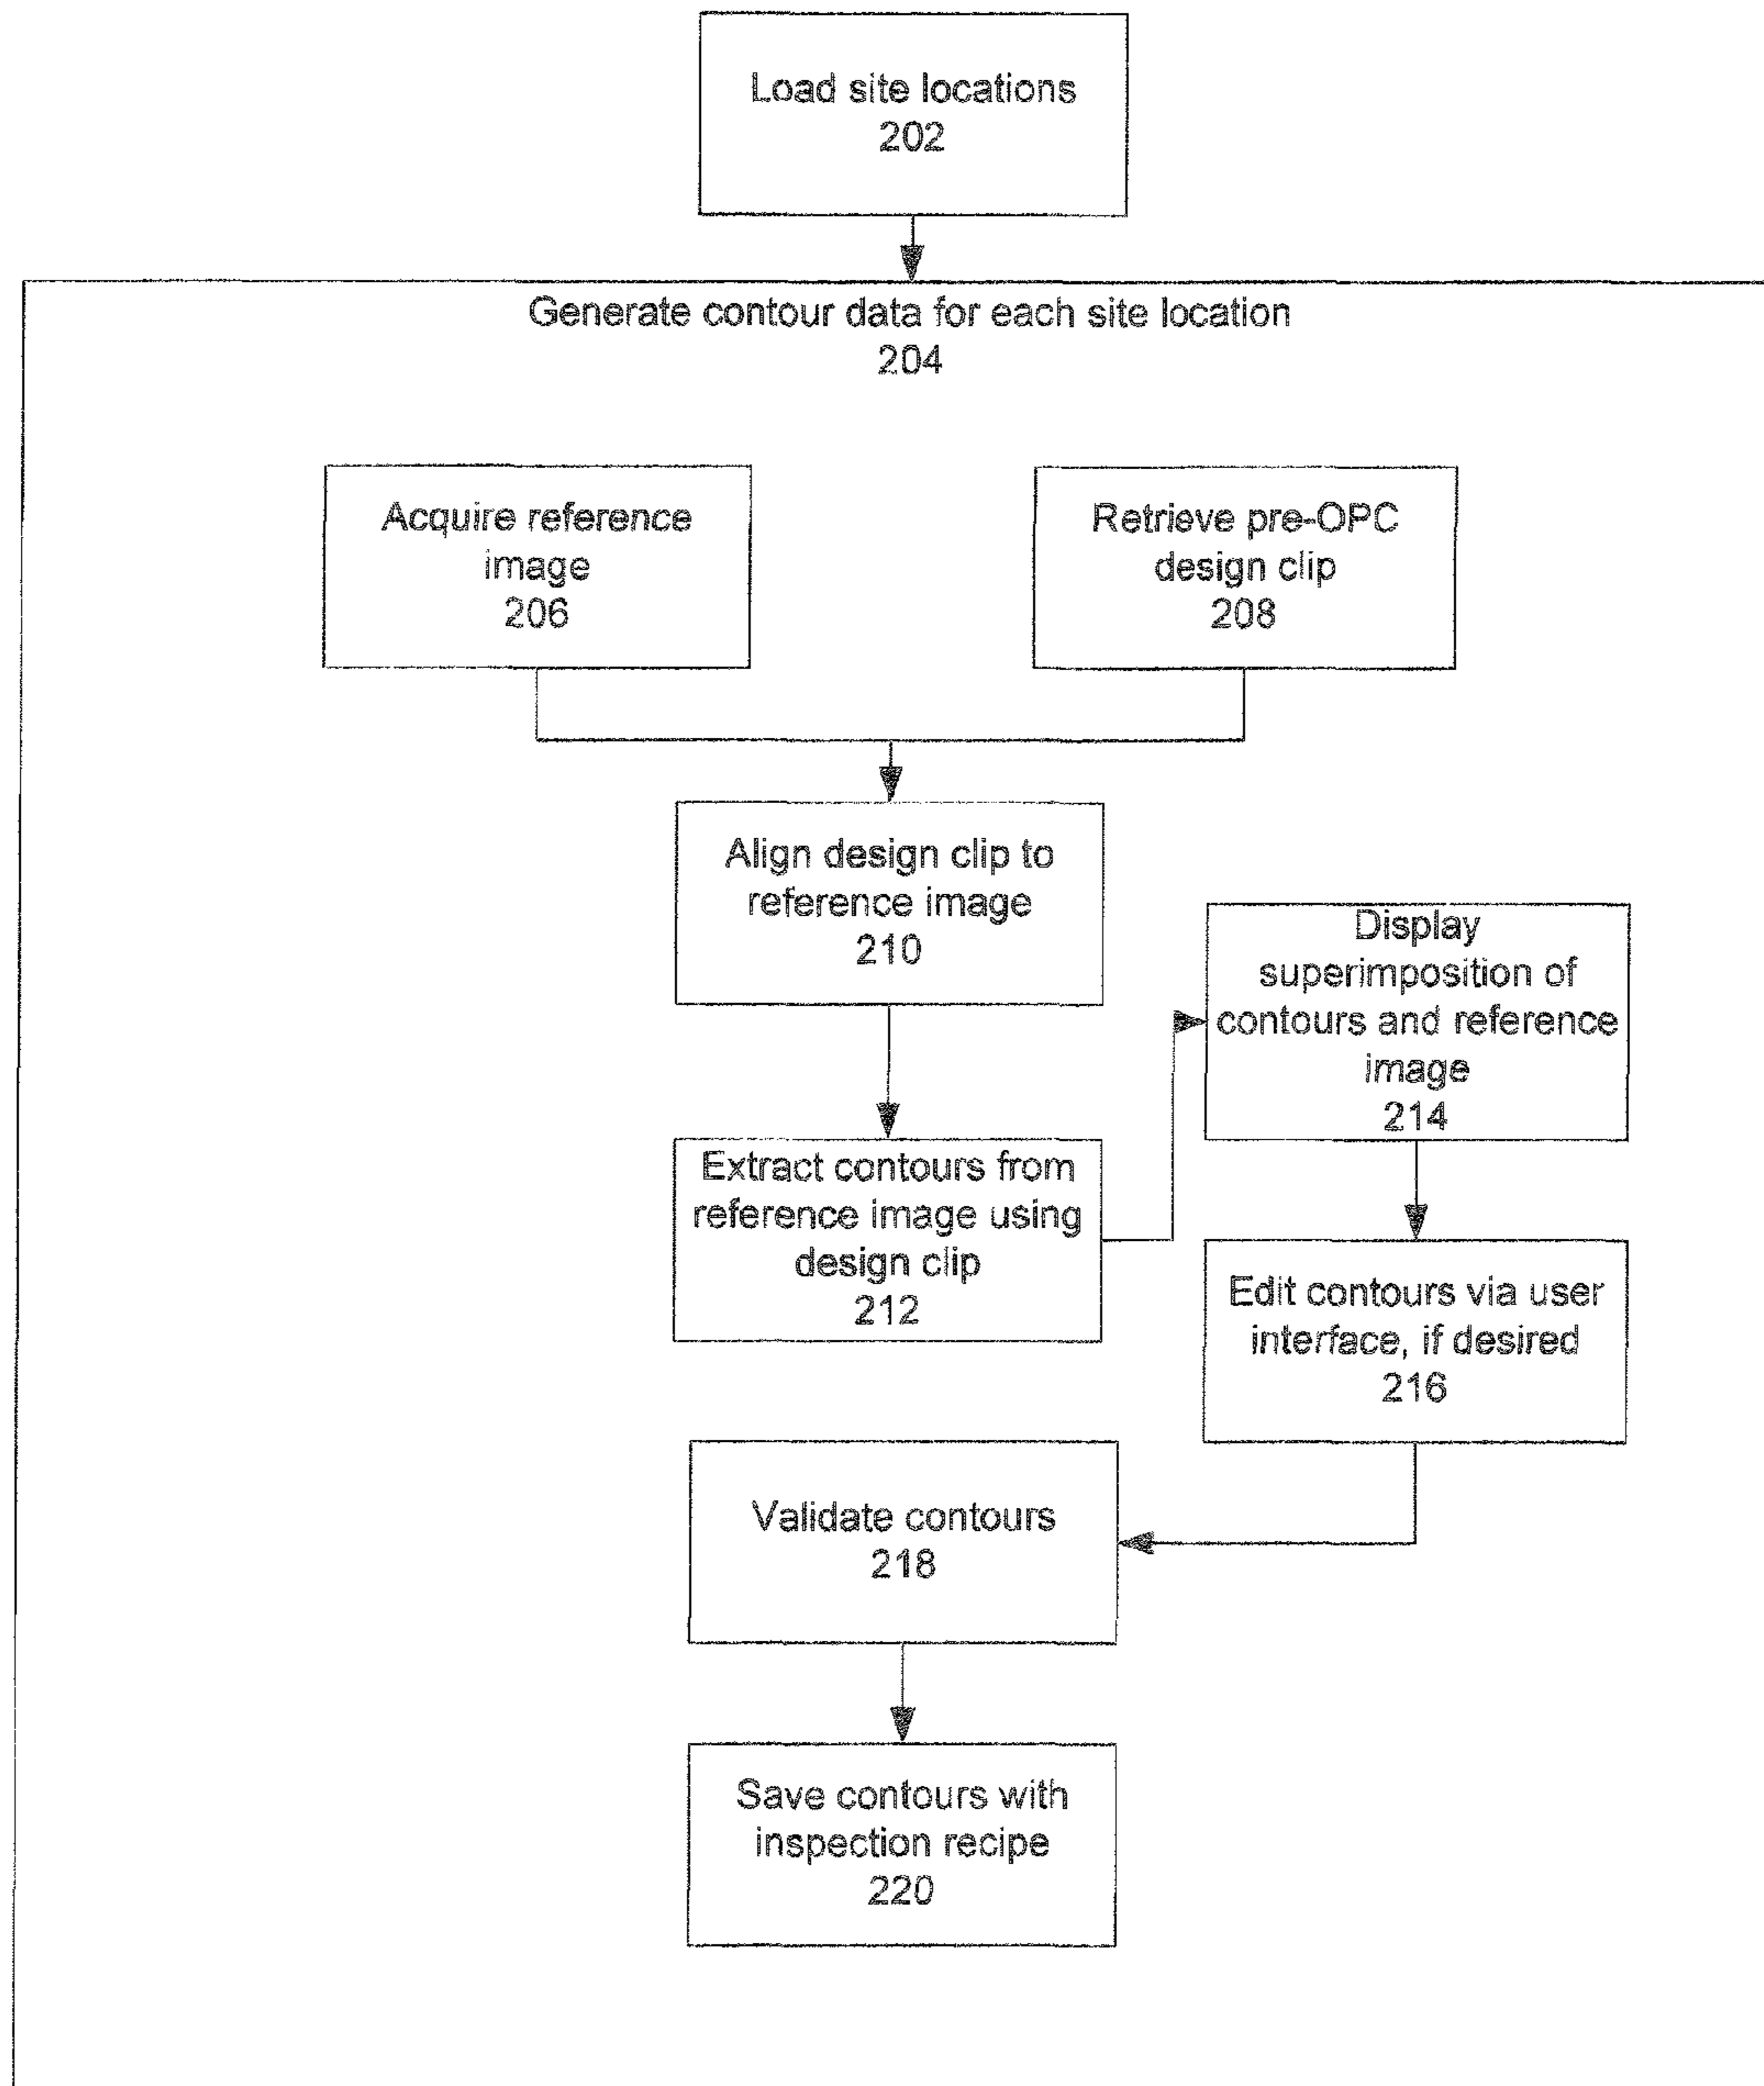 Load site locations
202
Generate contour data for each site location
204
Acquire reference
image
206
Retrieve pre-OPC
design clip
208
Align design clip to
reference image
210
Extract contours from
reference image using
design clip
212
Display
superimposition of
contours and reference
image
214
Edit contours via user
interface, if desired
216
Validate contours
218
Save contours with
inspection recipe
220